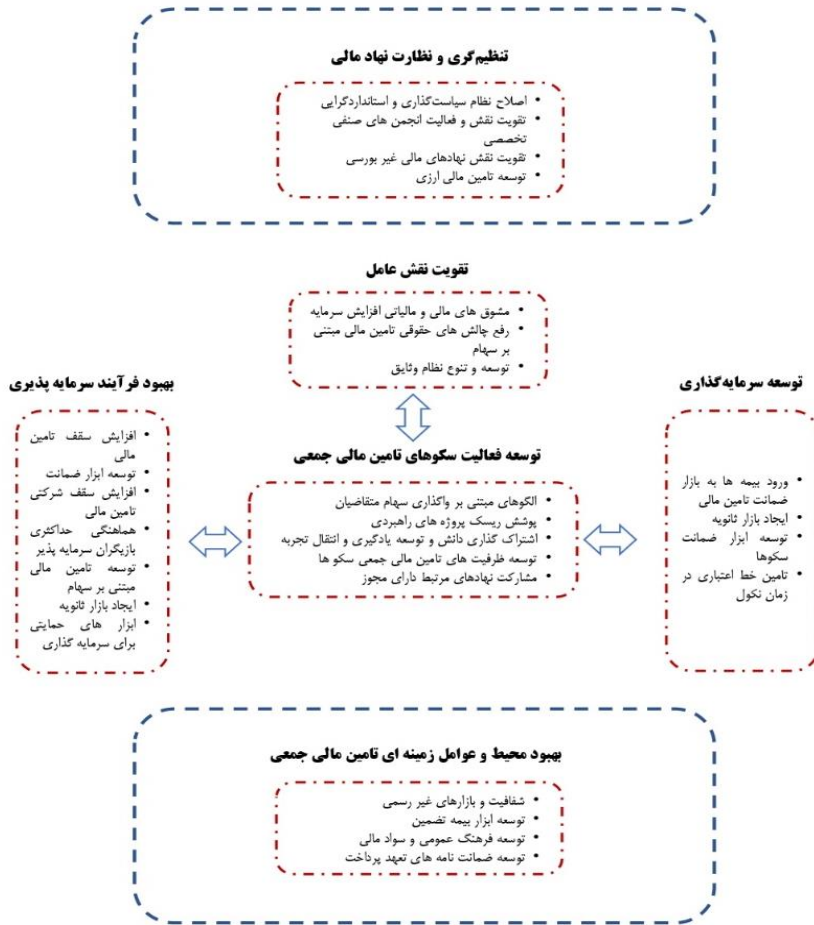 تنظیم‌گری و نظارت نهاد مالی
• اصلاح نظام سیاست‌گذاری و استانداردگرایی
• تقویت نقش و فعالیت انجمن های صنفی
تخصصی
• تقویت نقش نهادهای مالی غیر بورسی
• توسعه تامین مالی ارزی
تقویت نقش عامل
• مشوق های مالی و مالیاتی افزایش سرمایه
• رفع چالش های حقوقی تامین مالی مبتنی
بر سهام
• توسعه و تنوع نظام وثایق
توسعه سرمایه‌گذاری
• ورود بیمه ها به بازار
ضمانت تامین مالی
• ایجاد بازار ثانویه
• توسعه ابزار ضمانت
سکوها
• تامین خط اعتباری در
زمان نکول
توسعه فعالیت سکوهای تامین مالی جمعی
• الگوهای مبتنی بر واگذاری سهام متقاضیان
• پوشش ریسک پروژه های راهبردی
• اشتراک گذاری دانش و توسعه یادگیری و انتقال تجربه
• توسعه ظرفیت های تامین مالی جمعی سکو ها
• مشارکت نهادهای مرتبط دارای مجوز
بهبود فرآیند سرمایه پذیری
• افزایش سقف تامین
مالی
• توسعه ابزار ضمانت
• افزایش سقف شرکتی
تامین مالی
• هماهنگی حداکثری
بازیگران سرمایه پذیر
• توسعه تامین مالی
مبتنی بر سهام
• ایجاد بازار ثانویه
• ابزار های حمایتی
برای سرمایه گذاری
بهبود محیط و عوامل زمینه ای تامین مالی جمعی
• شفافیت و بازارهای غیر رسمی
• توسعه ابزار بیمه تضمین
• توسعه فرهنگ عمومی و سواد مالی
• توسعه ضمانت نامه های تعهد پرداخت